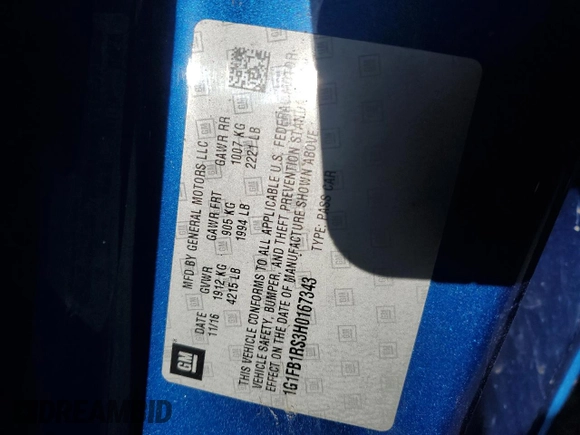 GM
MFD BY GENERAL MOTORS LLC
DATE GVWR GAWR FRT GAWR RR
11/16 1912 KG 905 KG 1007 KG
4215 LB 1994 LB 2221 LB
THIS VEHICLE CONFORMS TO ALL APPLICABLE U.S. FEDERAL MOTOR
VEHICLE SAFETY, BUMPER, AND THEFT PREVENTION STANDARDS IN
EFFECT ON THE DATE OF MANUFACTURE SHOWN ABOVE.
1G1FB1RS3H0167343 TYPE: PASS CAR
4DREAMBID